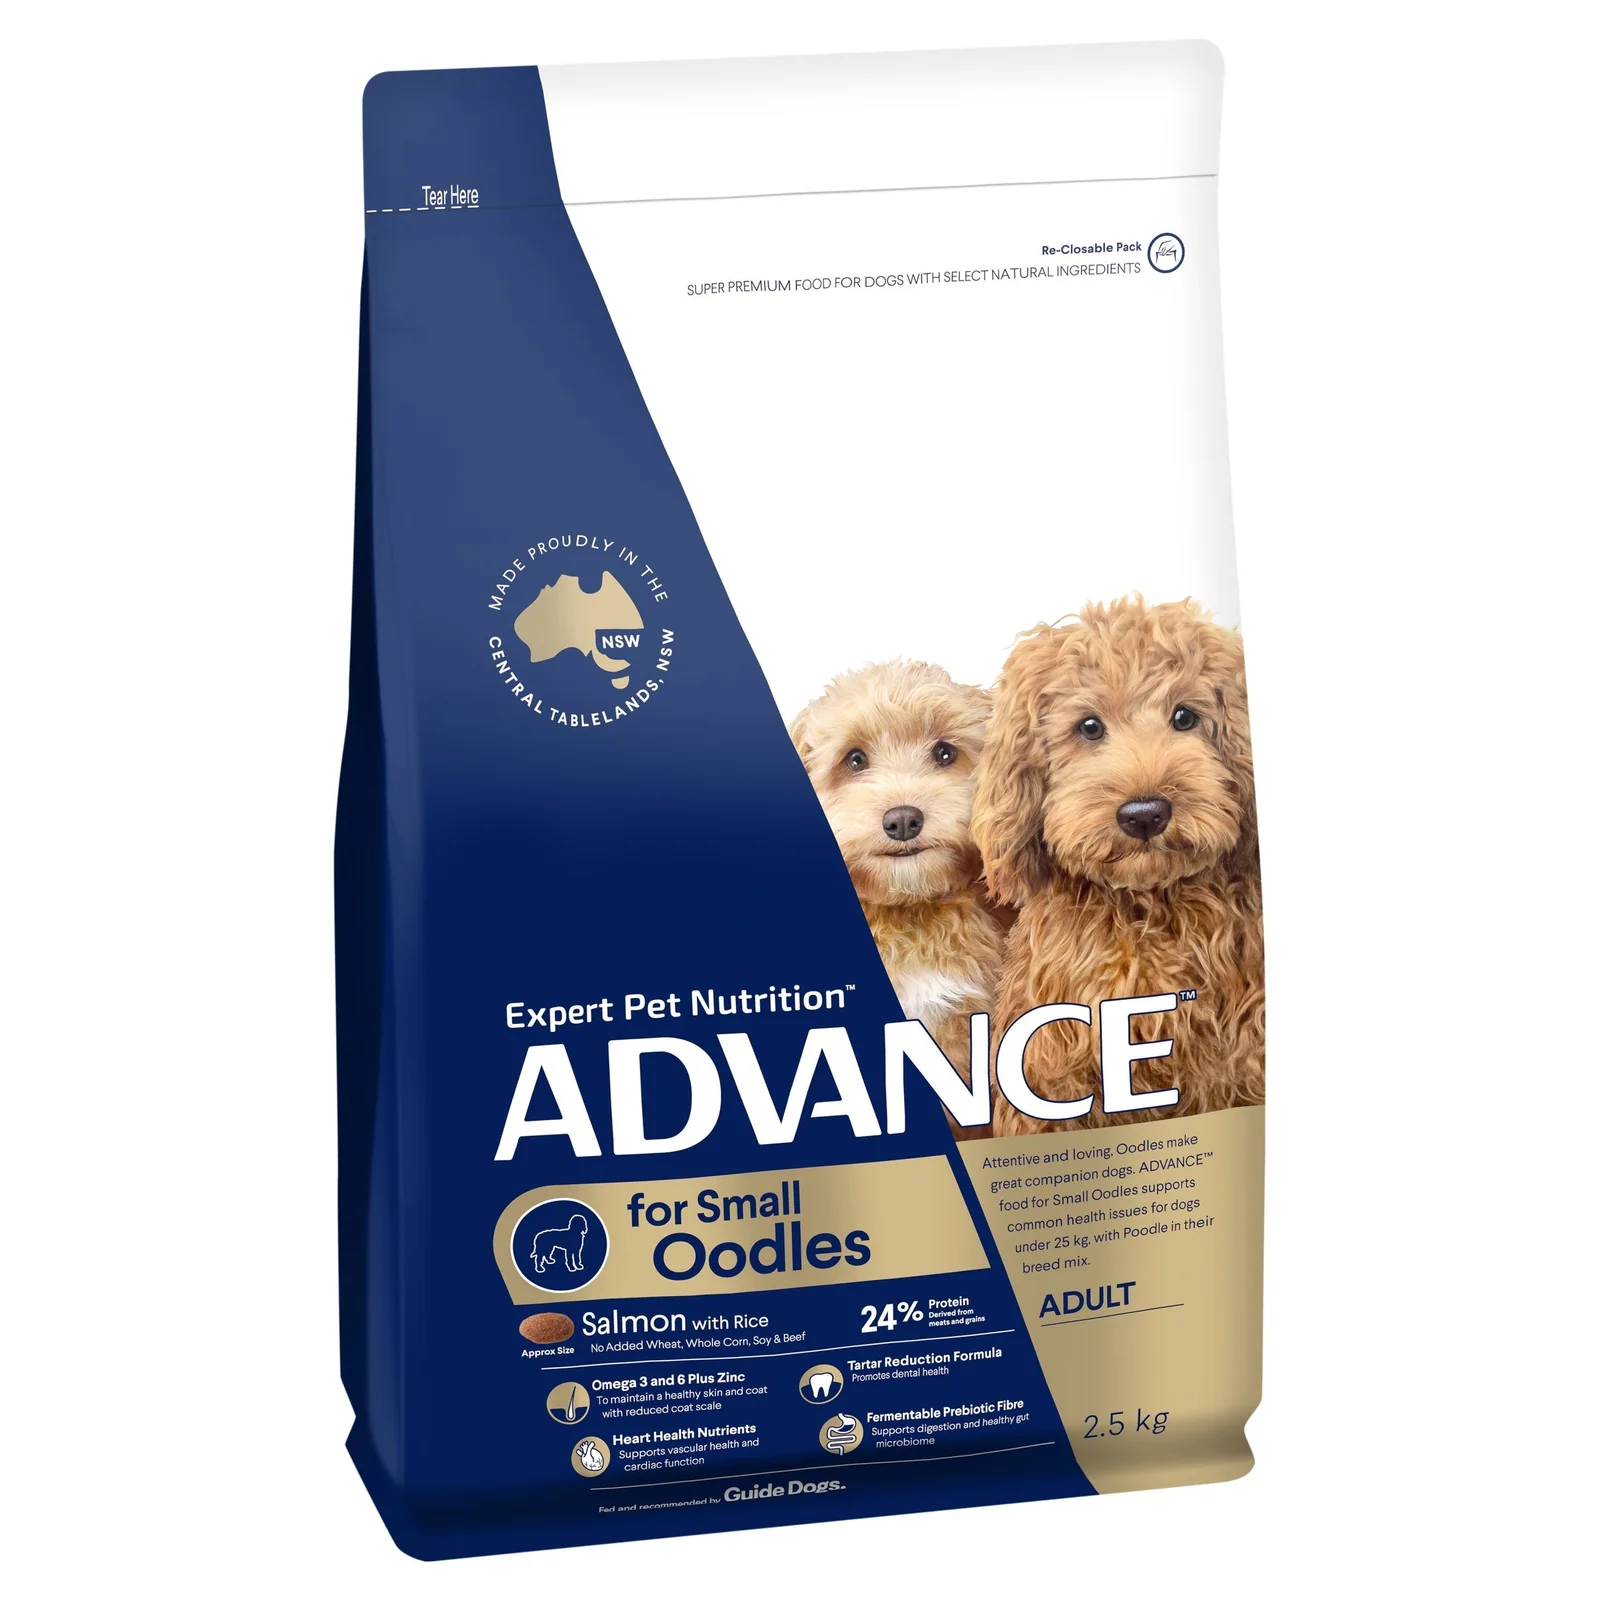 Tear Here
Re-Closable Pack
SUPER PREMIUM FOOD FOR DOGS WITH SELECT NATURAL INGREDIENTS
MADE PROUDLY IN THE
CENTRAL TABLELANDS, NSW
NSW
Expert Pet Nutrition™
ADVANCE™
for Small
Oodles
Attentive and loving, Oodles make
great companion dogs. ADVANCE™
food for Small Oodles supports
common health issues for dogs
under 25 kg, with Poodle in their
breed mix.
ADULT
2.5 kg
Approx Size
Salmon with Rice
No Added Wheat, Whole Corn, Soy & Beef
24% Protein
Derived from
meats and grains
Omega 3 and 6 Plus Zinc
To maintain a healthy skin and coat
with reduced coat scale
Tartar Reduction Formula
Promotes dental health
Heart Health Nutrients
Supports vascular health and
cardiac function
Fermentable Prebiotic Fibre
Supports digestion and healthy gut
microbiome
Fed and recommended by Guide Dogs.